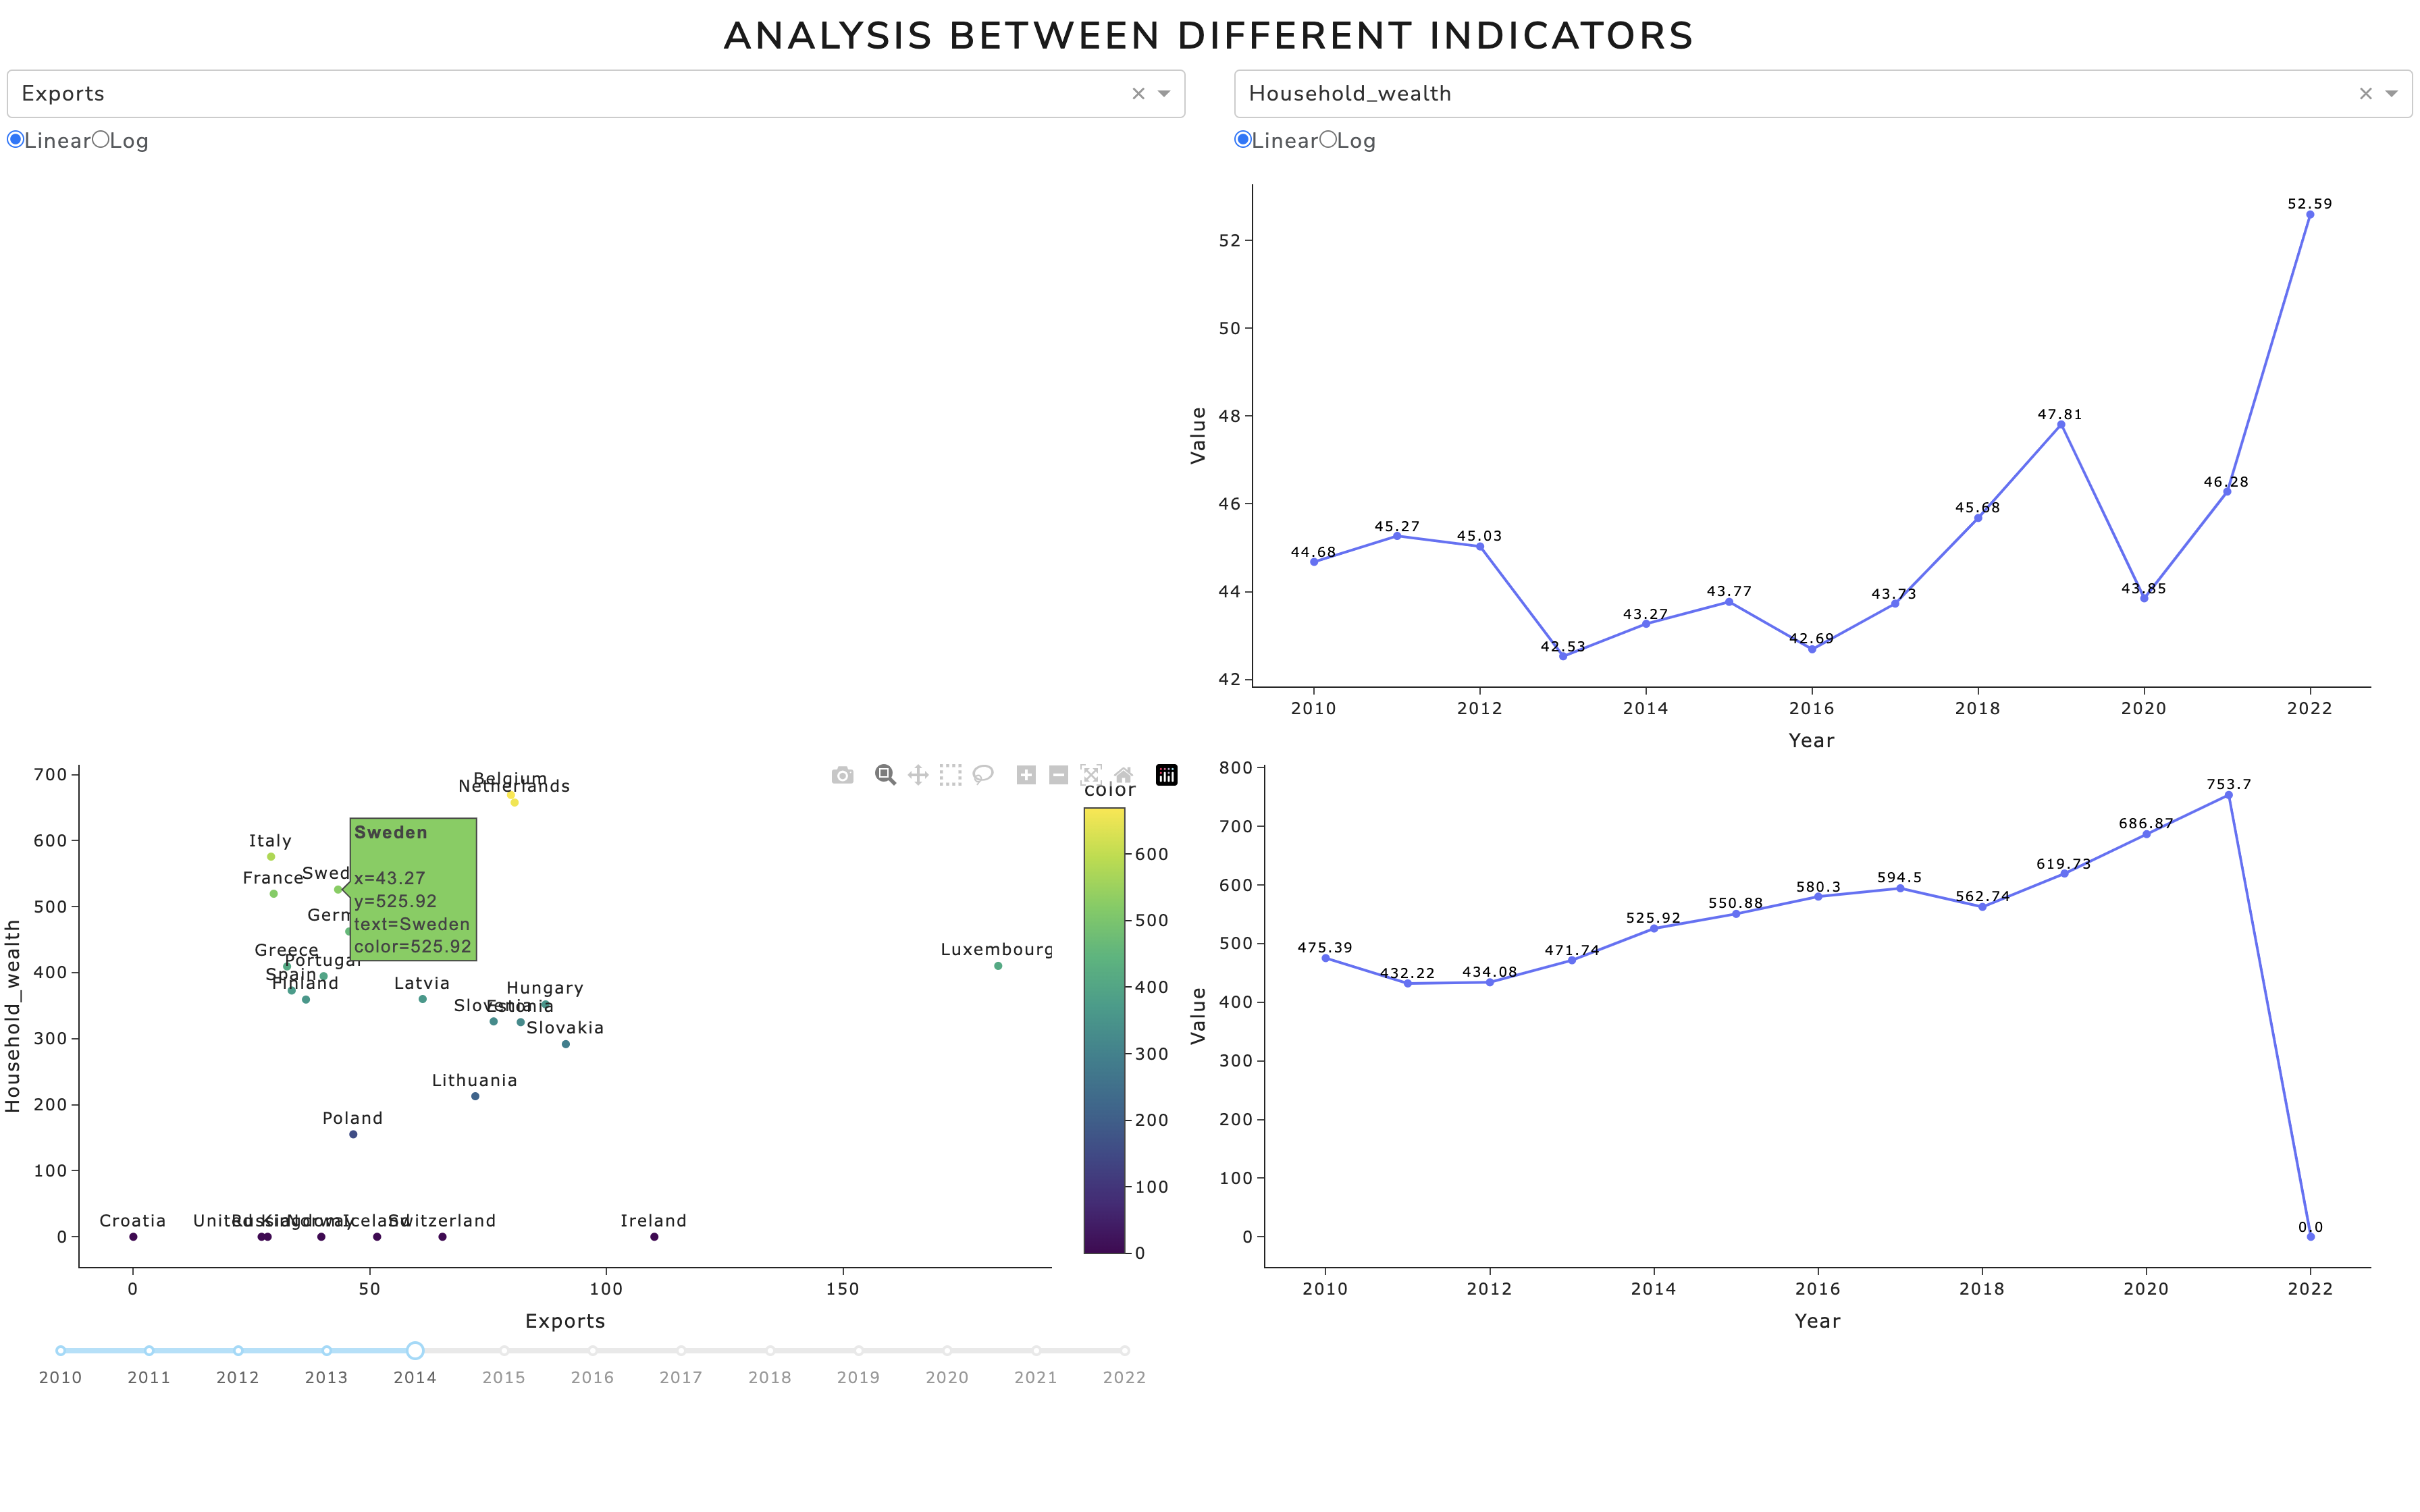 ANALYSIS BETWEEN DIFFERENT INDICATORS
Exports
Household_wealth
Linear Log
Linear Log
52.59
47.81
46.28
45.68
45.27
45.03
44.68
43.85
43.77
43.73
43.27
42.69
42.53
52
50
48
46
44
42
Value
2010 2012 2014 2016 2018 2020 2022
Year
Belgium
Netherlands
color
Italy
France
Swed
Germ
Sweden
x=43.27
y=525.92
text=Sweden
color=525.92
Greece
Portugal
Spain
Finland
Latvia
Hungary
Slovenia
Estonia
Slovakia
Luxembourg
Lithuania
Poland
Croatia
United Kingdom
Russia
Norway
Iceland
Switzerland
Ireland
700
600
500
400
300
200
100
0
Household_wealth
0 50 100 150
Exports
600
500
400
300
200
100
0
2010 2011 2012 2013 2014 2015 2016 2017 2018 2019 2020 2021 2022
800
700
600
500
400
300
200
100
0
Value
475.39
432.22
434.08
471.74
525.92
550.88
580.3
594.5
562.74
619.73
686.87
753.7
0.0
2010 2012 2014 2016 2018 2020 2022
Year